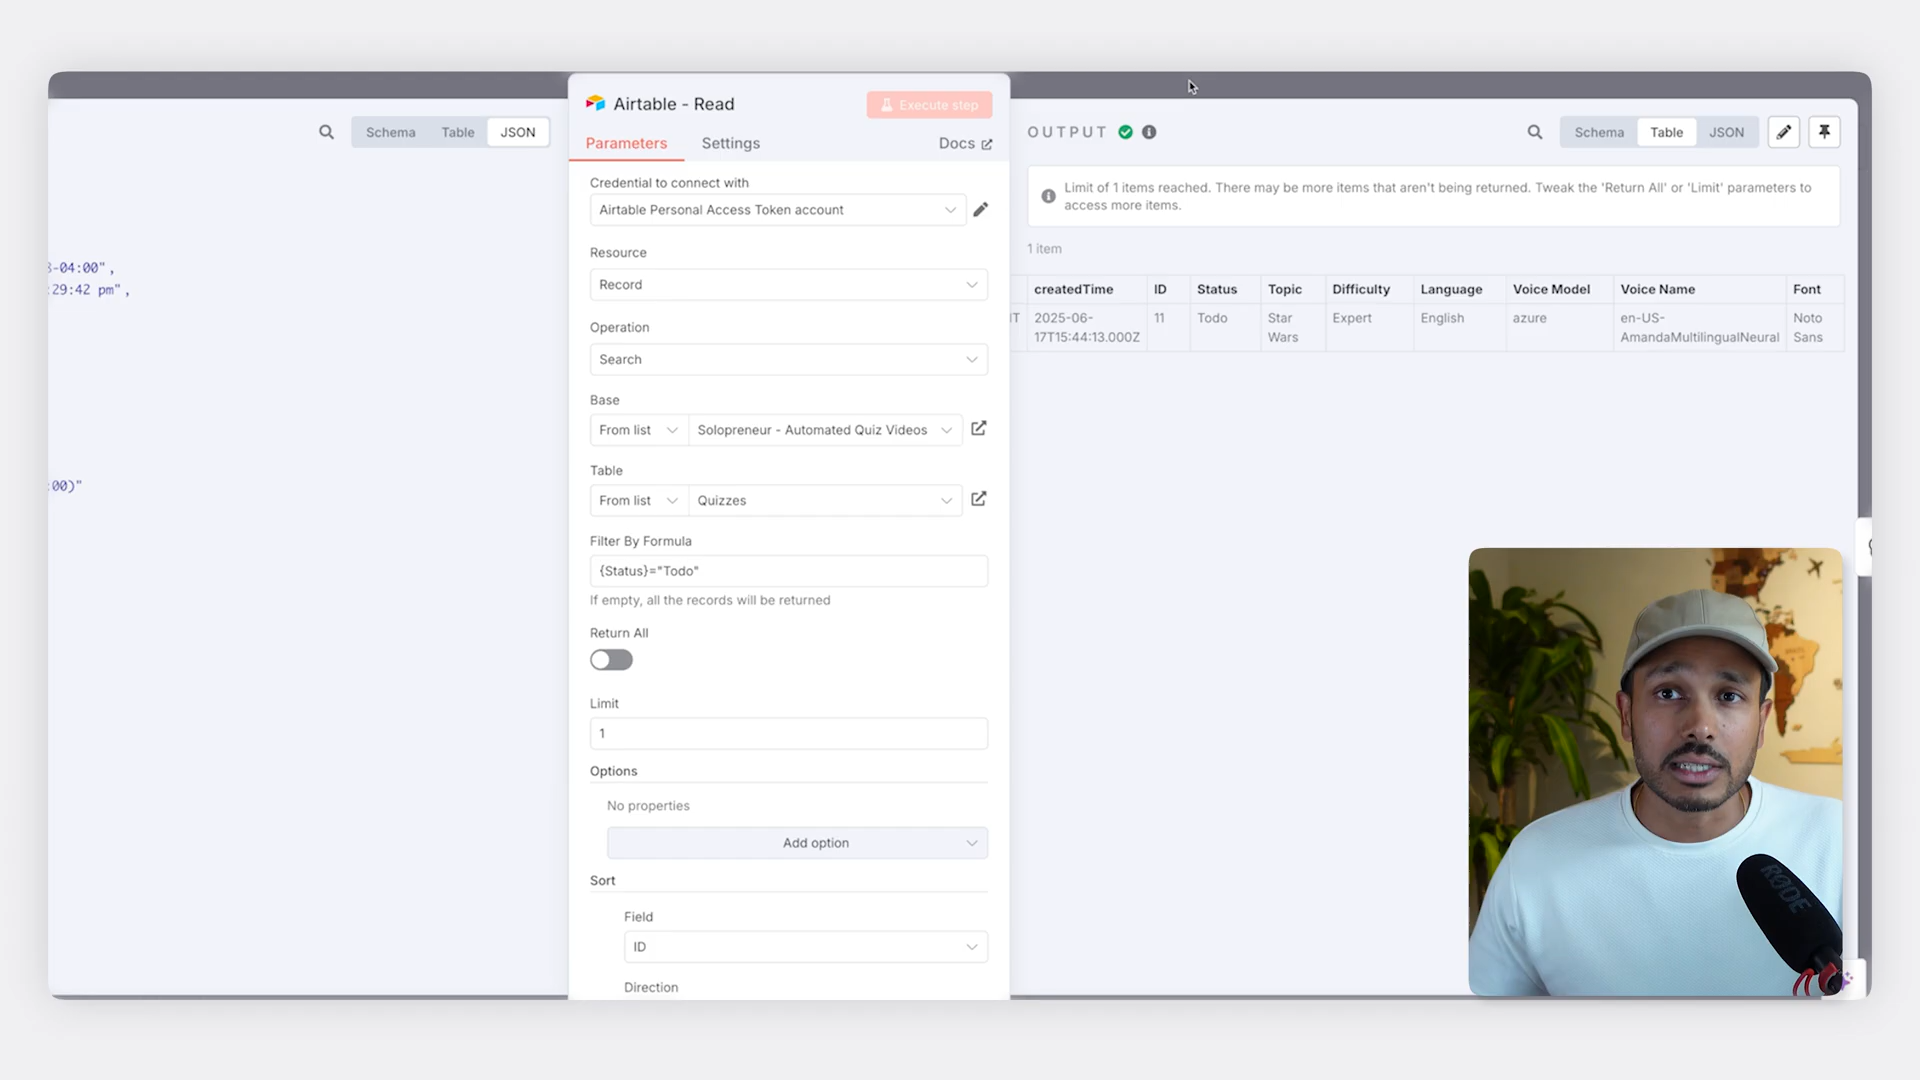 Schema Table JSON
3-04:00",
:29:42 pm",
:00)"
Airtable - Read
Execute step
Parameters Settings Docs
Credential to connect with
Airtable Personal Access Token account
Resource
Record
Operation
Search
Base
From list Solopreneur - Automated Quiz Videos
Table
From list Quizzes
Filter By Formula
{Status}="Todo"
If empty, all the records will be returned
Return All
Limit
1
Options
No properties
Add option
Sort
Field
ID
Direction
OUTPUT
Schema Table JSON
Limit of 1 items reached. There may be more items that aren't being returned. Tweak the 'Return All' or 'Limit' parameters to
access more items.
1 item
createdTime ID Status Topic Difficulty Language Voice Model Voice Name Font
IT 2025-06- 11 Todo Star Expert English azure en-US- Noto
17T15:44:13.000Z Wars AmandaMultilingualNeural Sans
RØDE